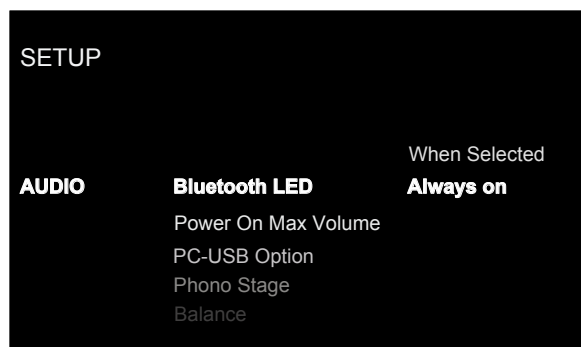 SETUP
When Selected
AUDIO Bluetooth LED Always on
Power On Max Volume
PC-USB Option
Phono Stage
Balance